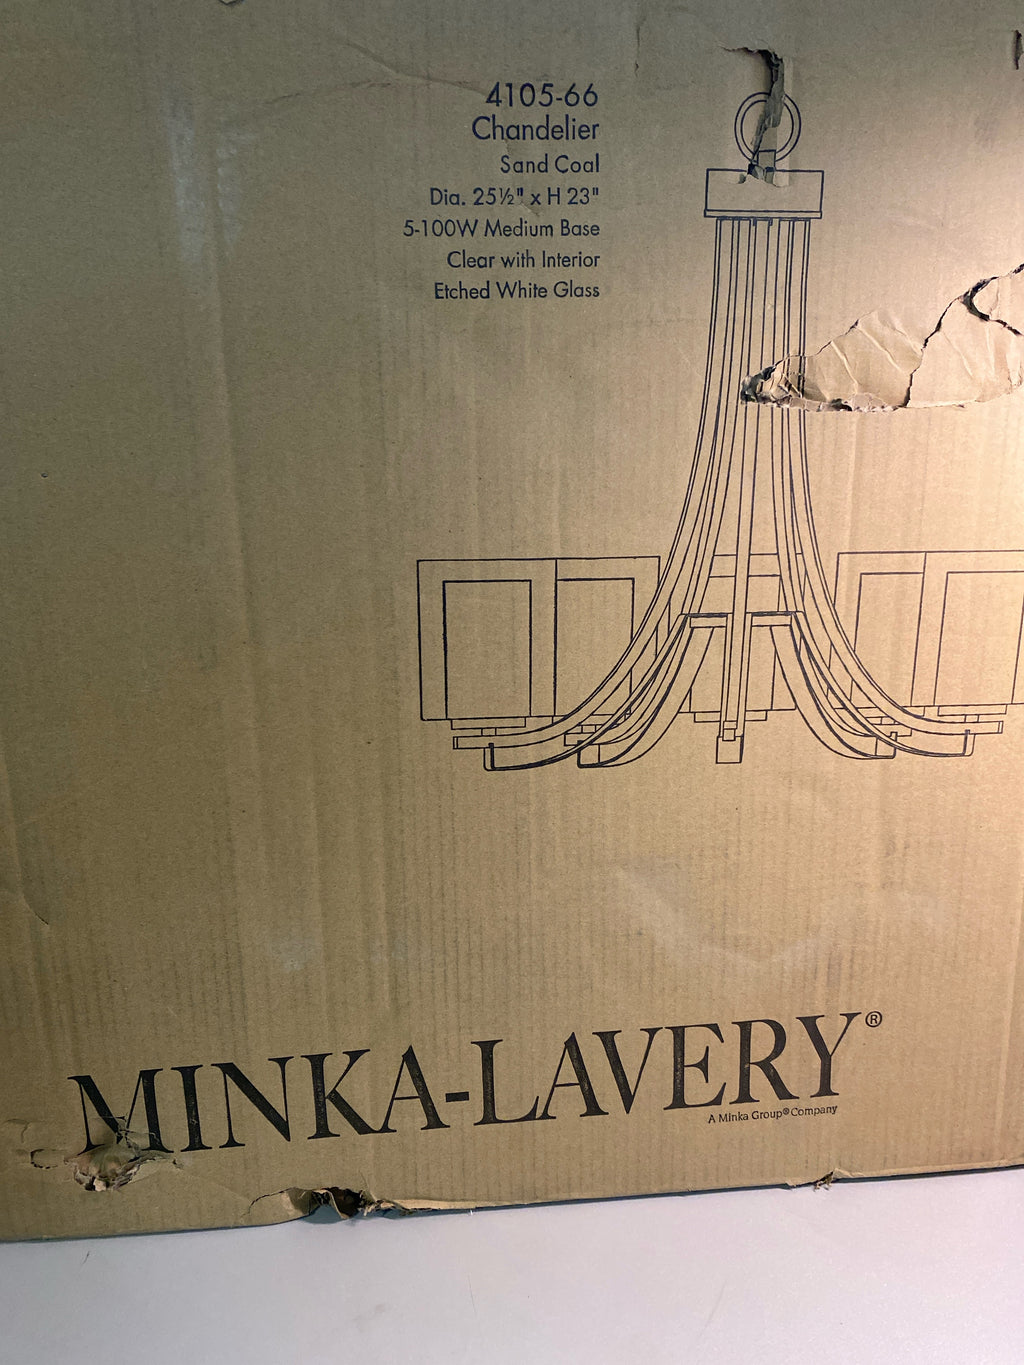 4105-66
Chandelier
Sand Coal
Dia. 25½" x H 23"
5-100W Medium Base
Clear with Interior
Etched White Glass
MINKA-LAVERY®
A Minka Group® Company